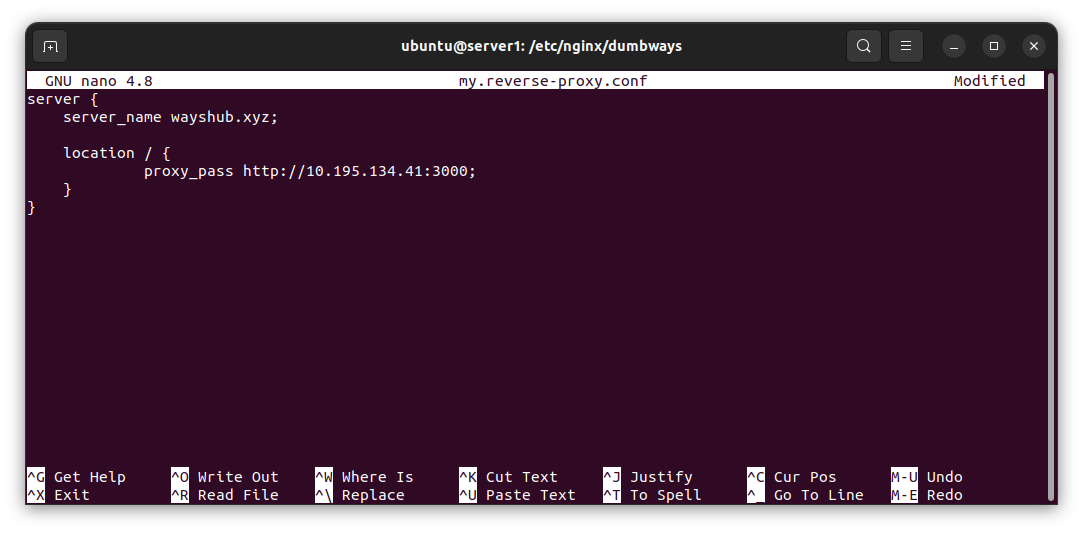 ubuntu@server1: /etc/nginx/dumbways
GNU nano 4.8 my.reverse-proxy.conf Modified
server {
    server_name wayshub.xyz;

    location / {
             proxy_pass http://10.195.134.41:3000;
    }
}
^G Get Help ^O Write Out ^W Where Is ^K Cut Text ^J Justify ^C Cur Pos M-U Undo
^X Exit ^R Read File ^\ Replace ^U Paste Text ^T To Spell ^_ Go To Line M-E Redo